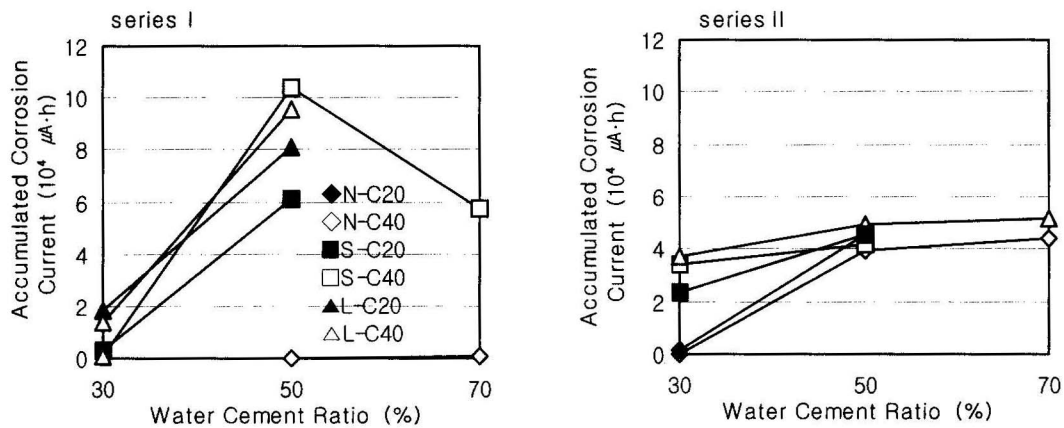 series I
Accumulated Corrosion
Current (10⁴ μA·h)
12
10
8
6
4
2
0
30
50
70
Water Cement Ratio (%)
N-C20
N-C40
S-C20
S-C40
L-C20
L-C40
series II
Accumulated Corrosion
Current (10⁴ μA·h)
12
10
8
6
4
2
0
30
50
70
Water Cement Ratio (%)